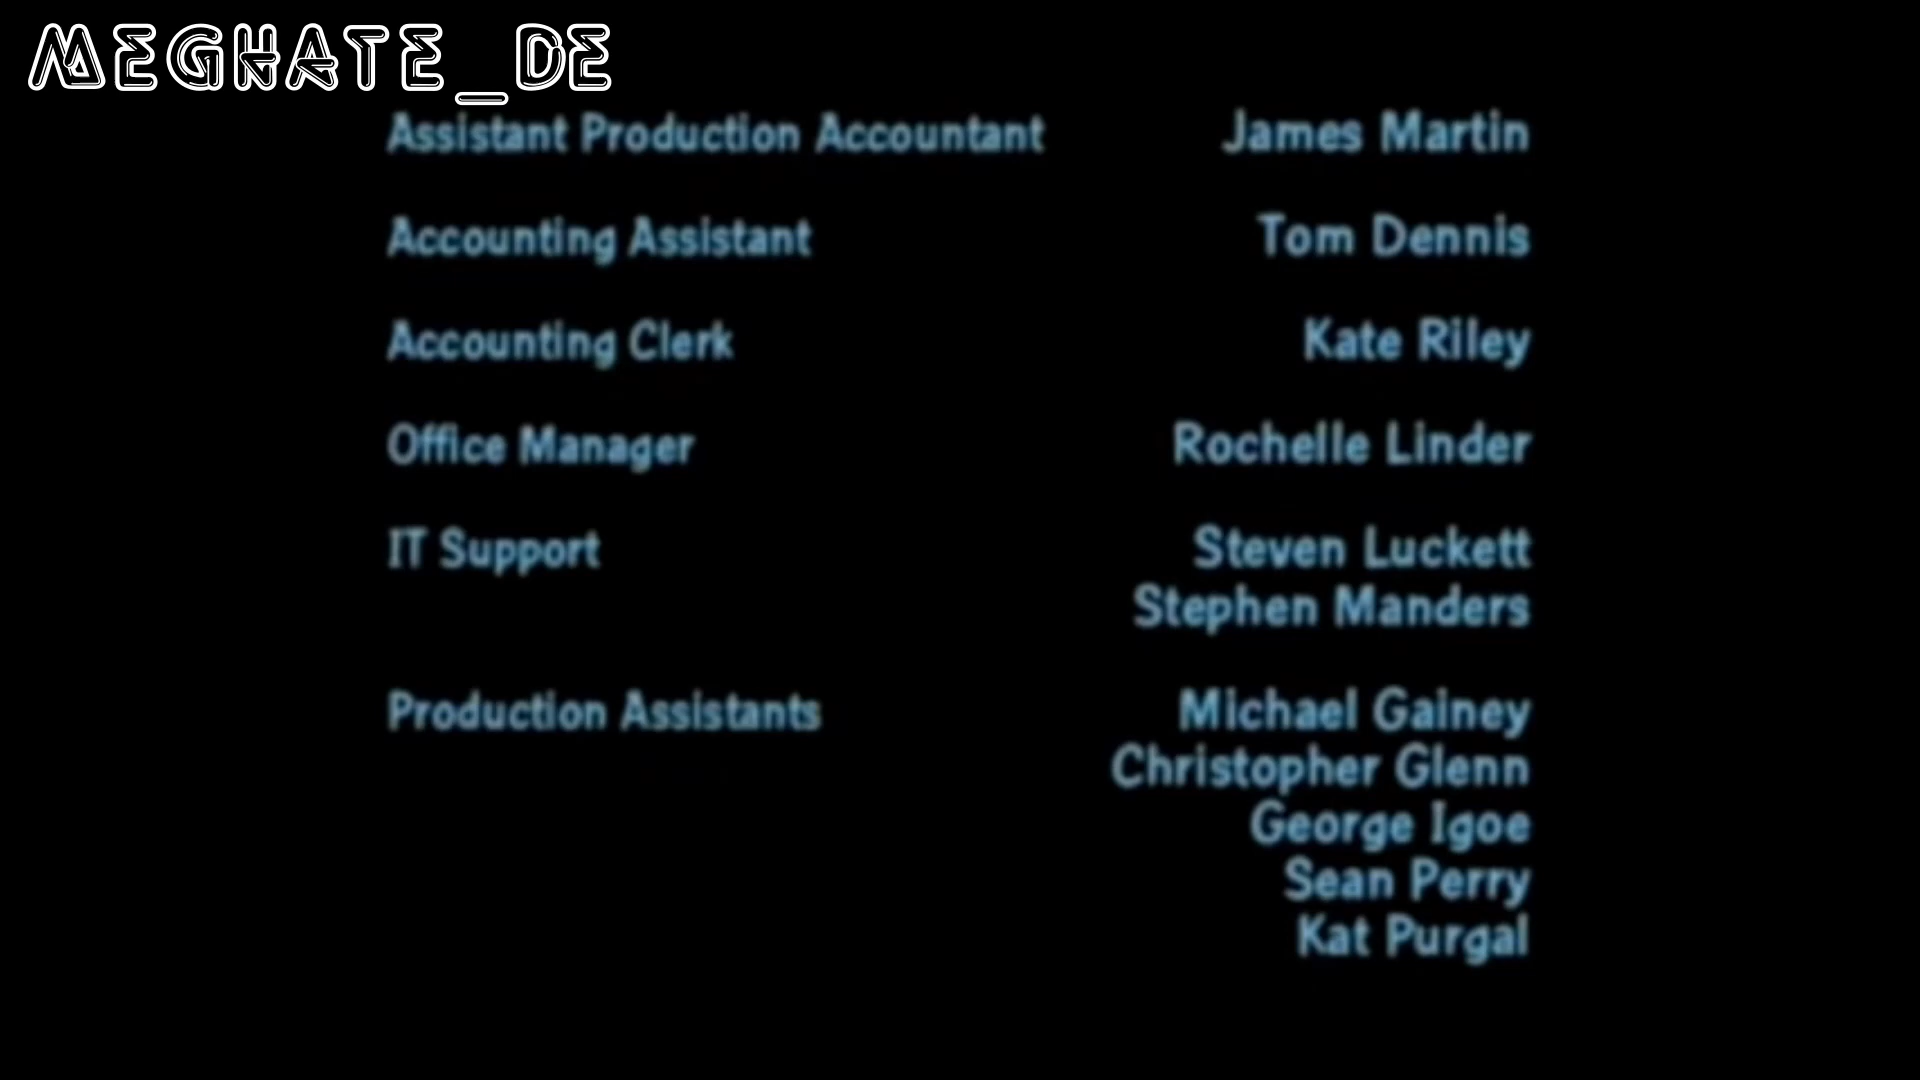 MEGHATE_DE
Assistant Production Accountant James Martin
Accounting Assistant Tom Dennis
Accounting Clerk Kate Riley
Office Manager Rochelle Linder
IT Support Steven Luckett
Stephen Manders
Production Assistants Michael Gainey
Christopher Glenn
George Igoe
Sean Perry
Kat Purgal